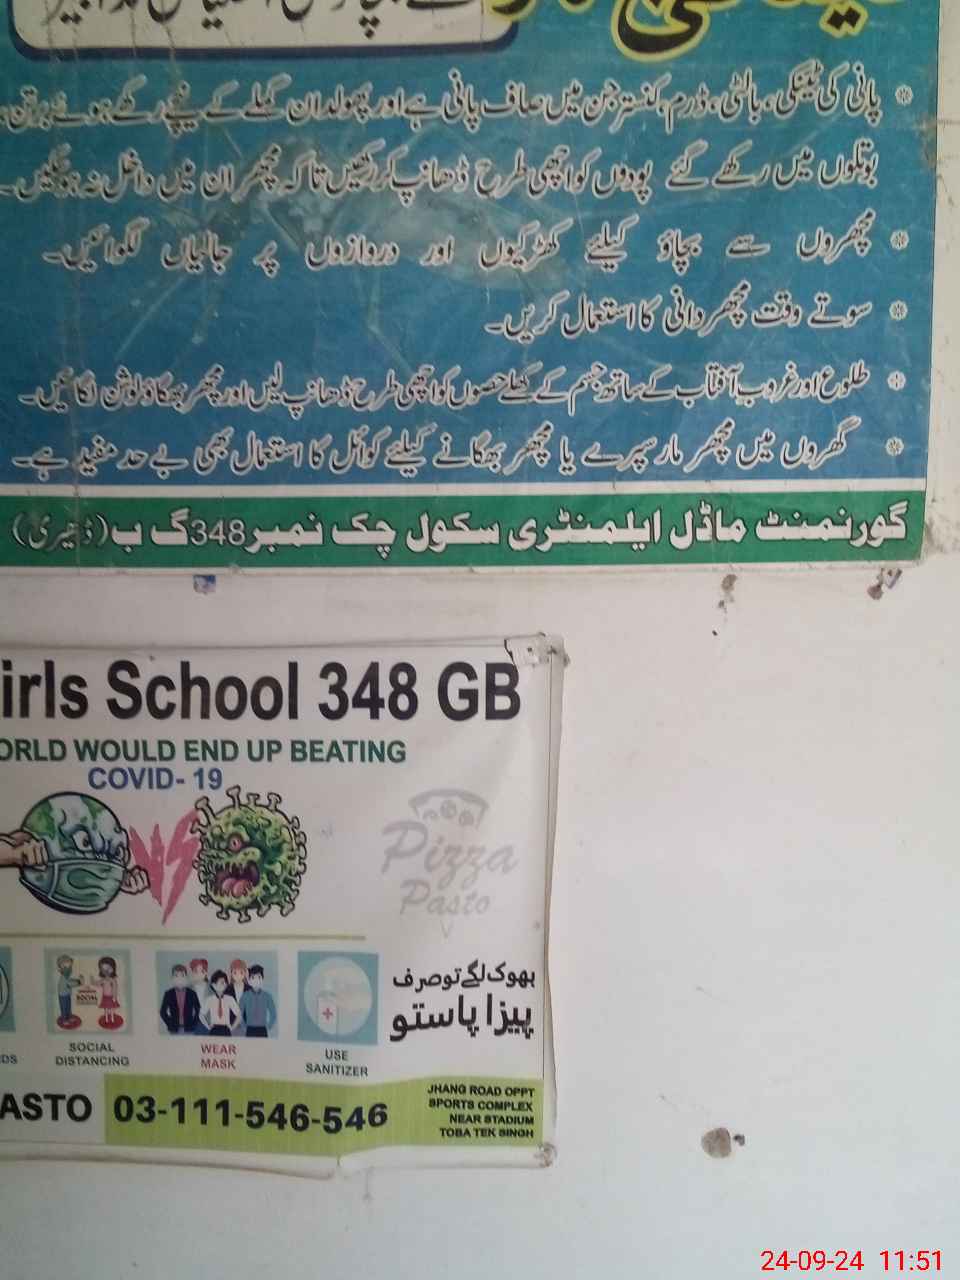 پانی کی ٹینکی، بالٹی، ڈرم، کنستر جن میں صاف پانی ہے اور پھولدان گملے کے نیچے رکھے ہوئے برتن،
بوتلوں میں رکھے گئے پودوں کو اچھی طرح ڈھانپ کر رکھیں تاکہ مچھر ان میں داخل نہ ہو سکیں۔
مچھروں سے بچاؤ کیلئے کھڑکیوں اور دروازوں پر جالیاں لگوائیں۔
سوتے وقت مچھر دانی کا استعمال کریں۔
طلوع اور غروب آفتاب کے ساتھ جسم کے کھلے حصوں کو اچھی طرح ڈھانپ لیں اور مچھر بھگاؤ لوشن لگائیں۔
گھروں میں مچھر مار سپرے یا مچھر بھگانے کیلئے کوائل کا استعمال بھی بے حد مفید ہے۔
گورنمنٹ ماڈل ایلمنٹری سکول چک نمبر348گ ب(ڈھیری)
irls School 348 GB
ORLD WOULD END UP BEATING
COVID- 19
VS
Pizza
Pasto
SOCIAL
DISTANCING
WEAR
MASK
USE
SANITIZER
بھوک لگے تو صرف
پیزا پاستو
ASTO 03-111-546-546
JHANG ROAD OPPT
SPORTS COMPLEX
NEAR STADIUM
TOBA TEK SINGH
24-09-24 11:51